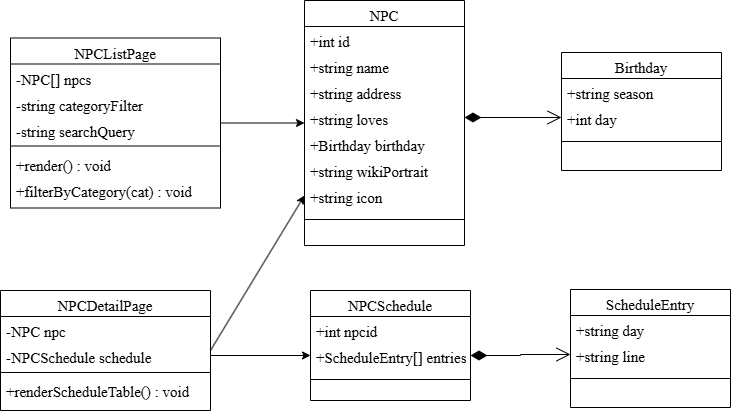 NPCListPage
-NPC[] npcs
-string categoryFilter
-string searchQuery
+render() : void
+filterByCategory(cat) : void
NPC
+int id
+string name
+string address
+string loves
+Birthday birthday
+string wikiPortrait
+string icon
Birthday
+string season
+int day
NPCDetailPage
-NPC npc
-NPCSchedule schedule
+renderScheduleTable() : void
NPCSchedule
+int npcid
+ScheduleEntry[] entries
ScheduleEntry
+string day
+string line